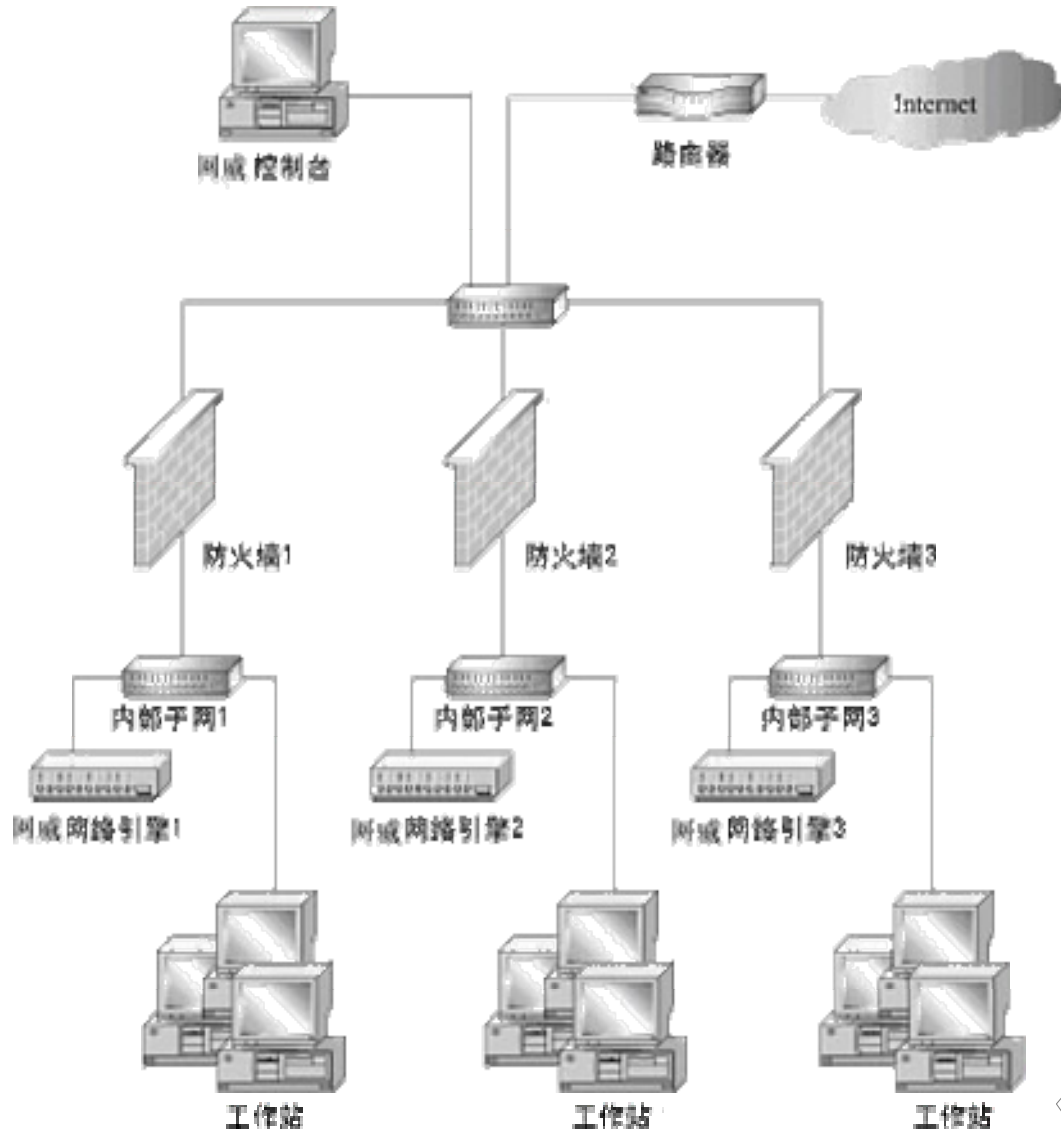 Internet
路由器
网威 控制台
防火墙1
防火墙2
防火墙3
内部子网1
内部子网2
内部子网3
网威 网络引擎1
网威 网络引擎2
网威 网络引擎3
工作站
工作站
工作站